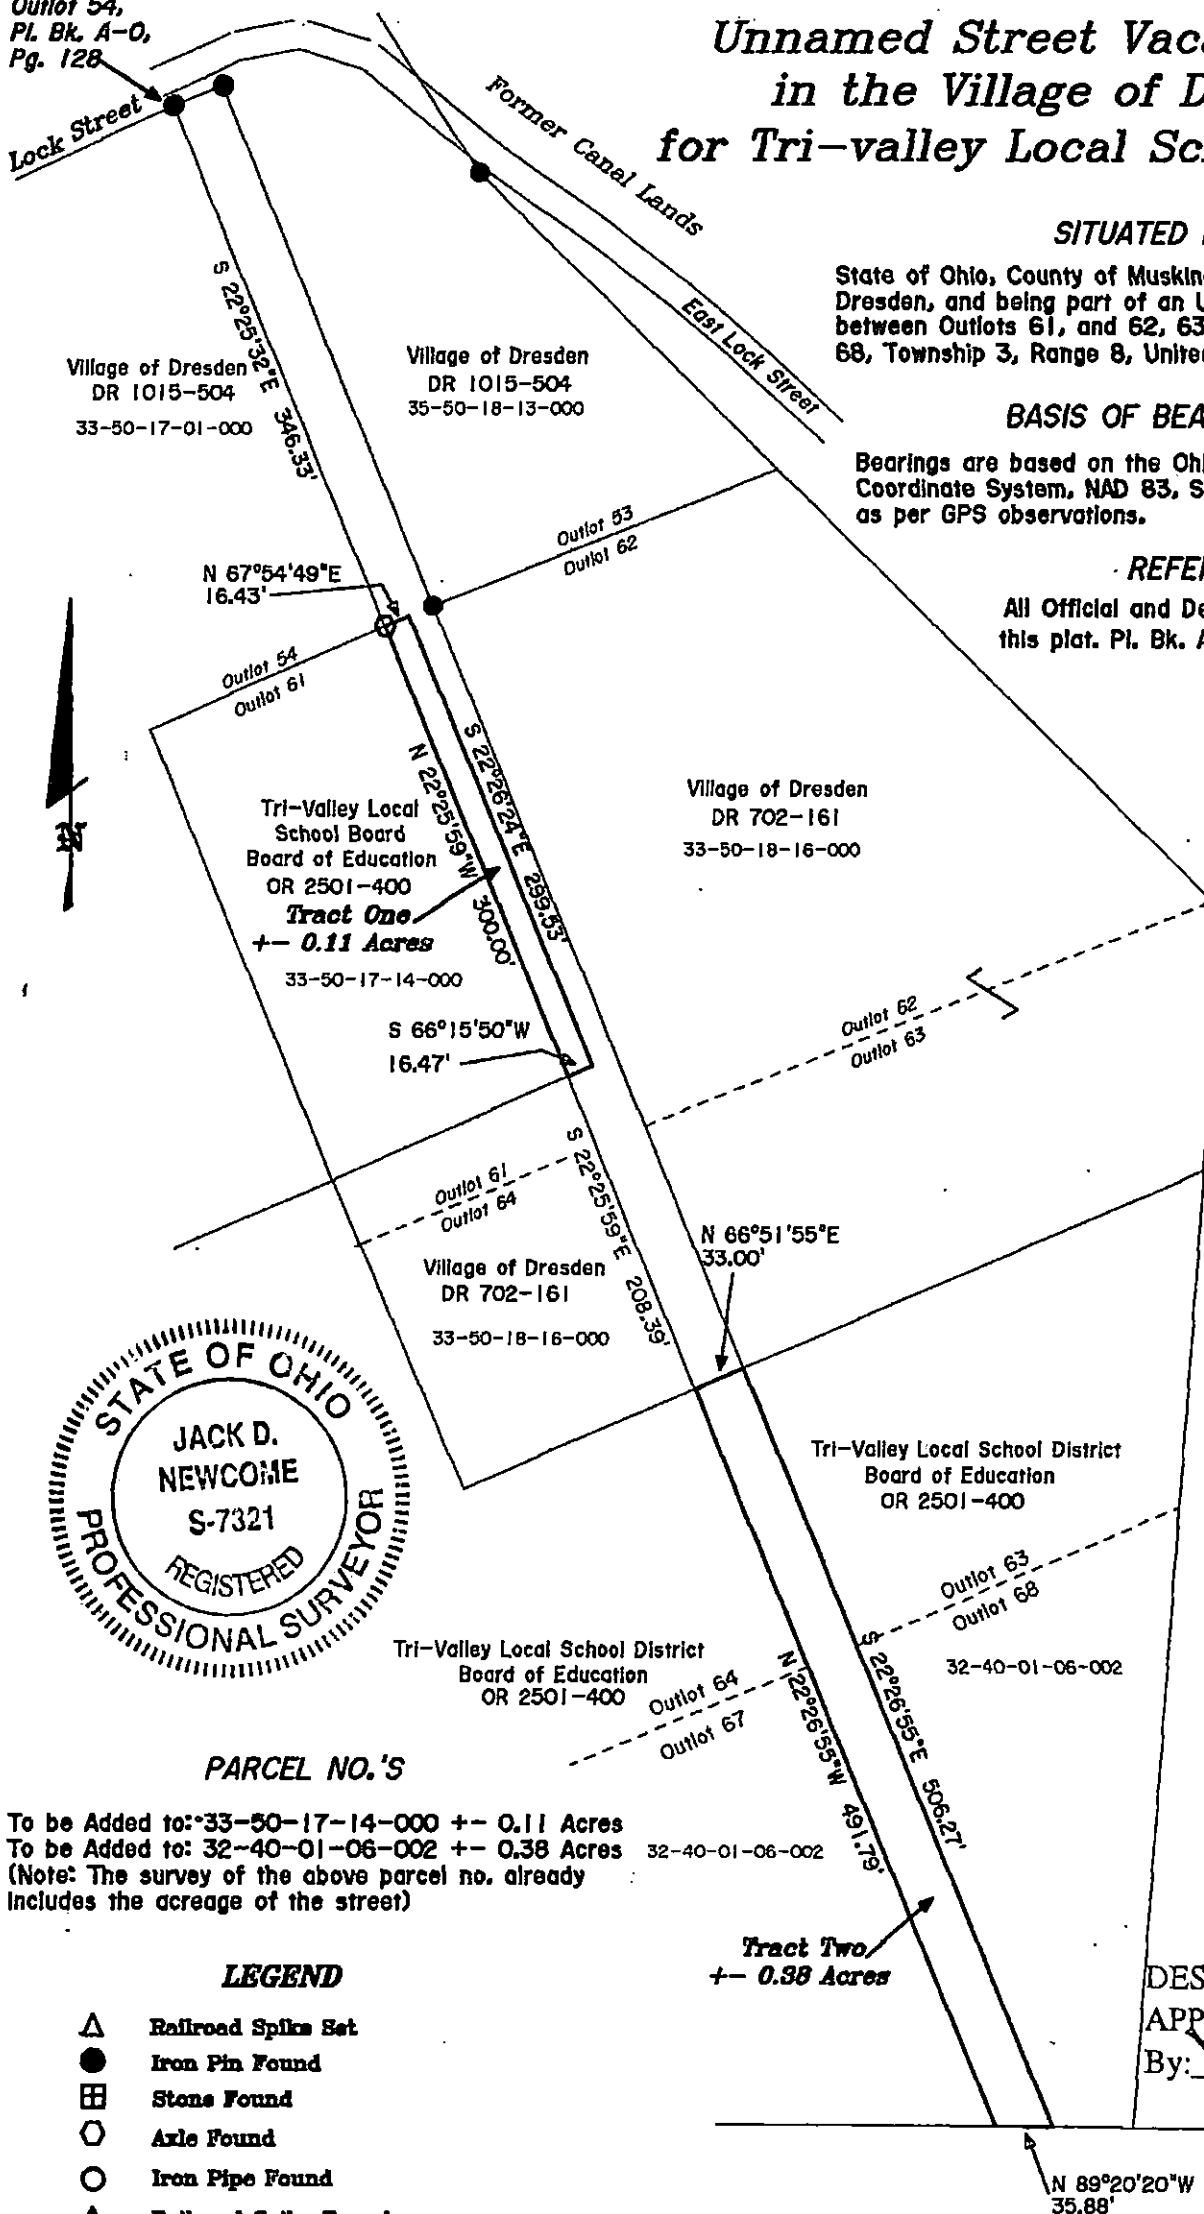 Outlot 54,
Pl. Bk. A-0,
Pg. 128
Unnamed Street
in the Village of
for Tri-valley Local
Lock Street
Former Canal Lands
East Lock Street
SITUATED
State of Ohio, County of
Dresden, and being part of an
between Outlots 61, and 62, 63
68, Township 3, Range 8,
BASIS OF
Bearings are based on the
Coordinate System, NAD 83,
as per GPS observations.
All Official and
this plat. Pl. Bk.
S 22°25'32"E 346.33'
Village of Dresden
DR 1015-504
33-50-17-01-000
Village of Dresden
DR 1015-504
35-50-18-13-000
Outlot 53
Outlot 62
N 67°54'49"E
16.43'
Outlot 54
Outlot 61
N 22°25'59"W 300.00'
S 22°26'24"E 299.53'
Tri-Valley Local
School Board
Board of Education
OR 2501-400
Tract One
+- 0.11 Acres
33-50-17-14-000
Village of Dresden
DR 702-161
33-50-18-16-000
S 66°15'50"W
16.47'
Outlot 62
Outlot 63
Outlot 61
Outlot 64
S 22°25'59"E 208.39'
N 66°51'55"E
33.00'
Village of Dresden
DR 702-161
33-50-18-16-000
STATE OF OHIO
JACK D.
NEWCOME
S-7321
REGISTERED
PROFESSIONAL SURVEYOR
Tri-Valley Local School District
Board of Education
OR 2501-400
Outlot 63
Outlot 68
32-40-01-06-002
Tri-Valley Local School District
Board of Education
OR 2501-400
Outlot 64
Outlot 67
N 22°26'55"W 491.79'
S 22°26'55"E 506.27'
PARCEL NO.'S
To be Added to: 33-50-17-14-000 +- 0.11 Acres
To be Added to: 32-40-01-06-002 +- 0.38 Acres
(Note: The survey of the above parcel no. already
includes the acreage of the street)
32-40-01-06-002
Tract Two
+- 0.38 Acres
LEGEND
Railroad Spike Set
Iron Pin Found
Stone Found
Axle Found
Iron Pipe Found
By:
N 89°20'20"W
35.88'